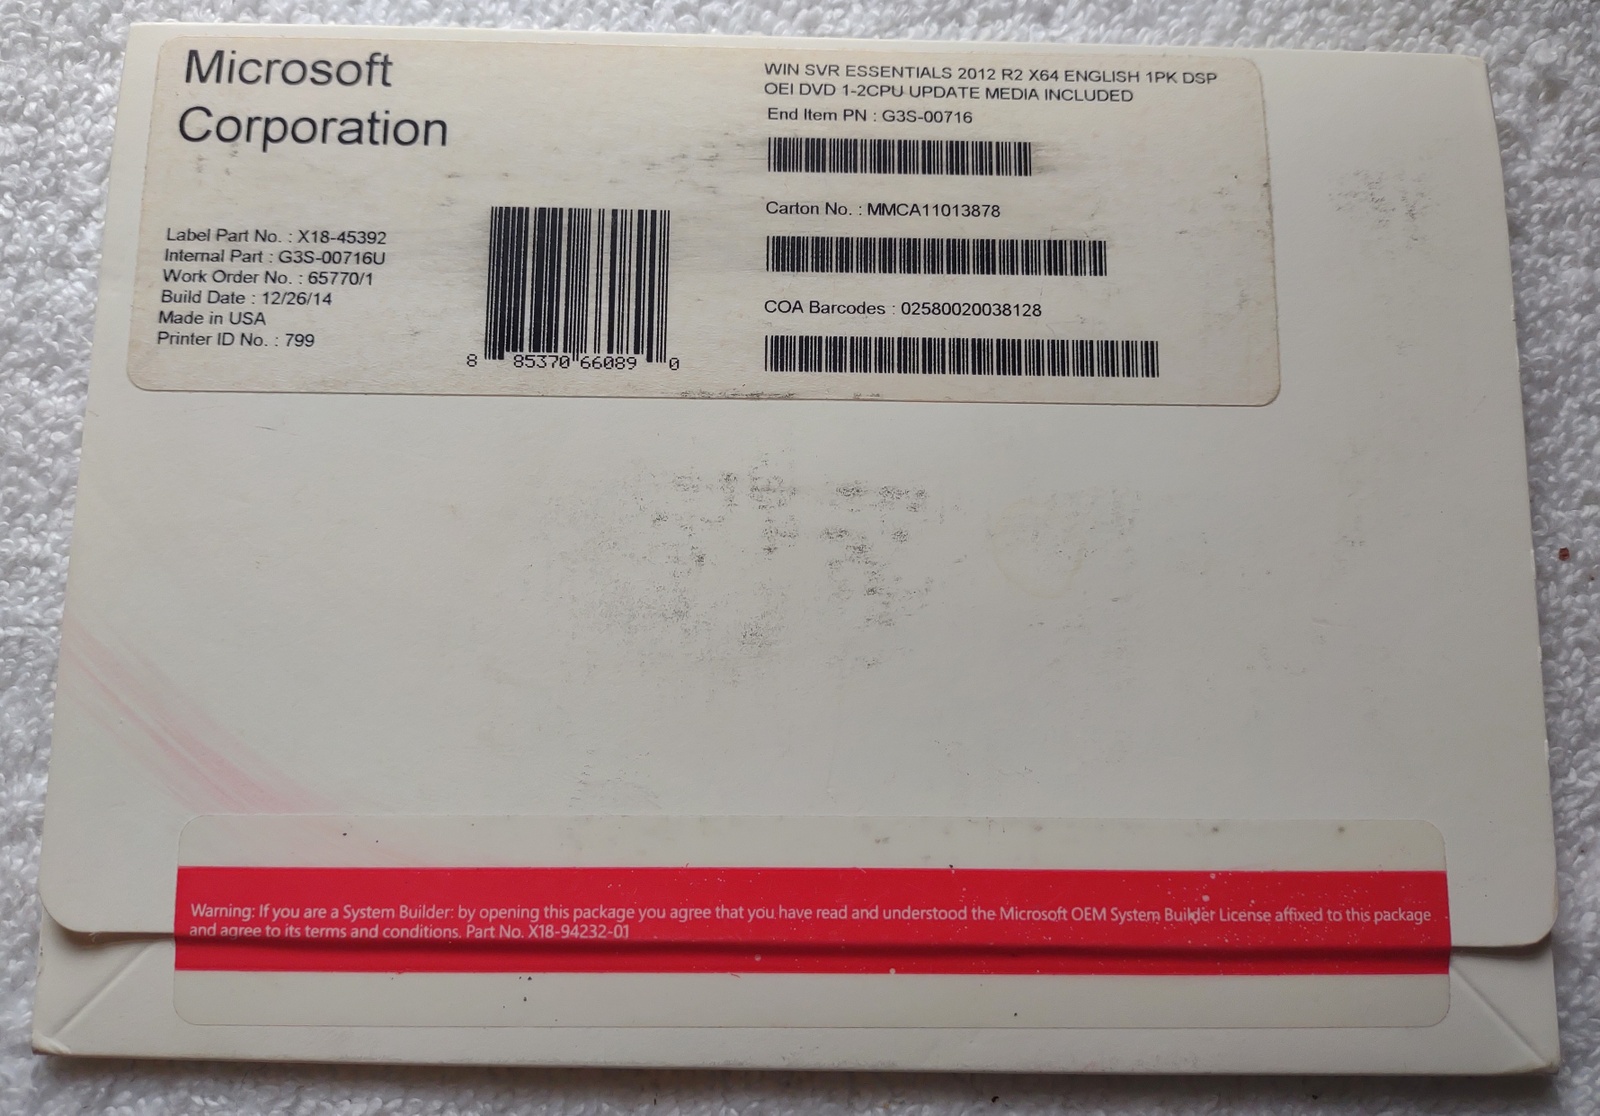 Microsoft
Corporation
Label Part No. : X18-45392
Internal Part : G3S-00716U
Work Order No. : 65770/1
Build Date : 12/26/14
Made in USA
Printer ID No. : 799
8 85370 66089 0
WIN SVR ESSENTIALS 2012 R2 X64 ENGLISH 1PK DSP
OEI DVD 1-2CPU UPDATE MEDIA INCLUDED
End Item PN : G3S-00716
Carton No. : MMCA11013878
COA Barcodes : 02580020038128
Warning: If you are a System Builder: by opening this package you agree that you have read and understood the Microsoft OEM System Builder License affixed to this package
and agree to its terms and conditions. Part No. X18-94232-01